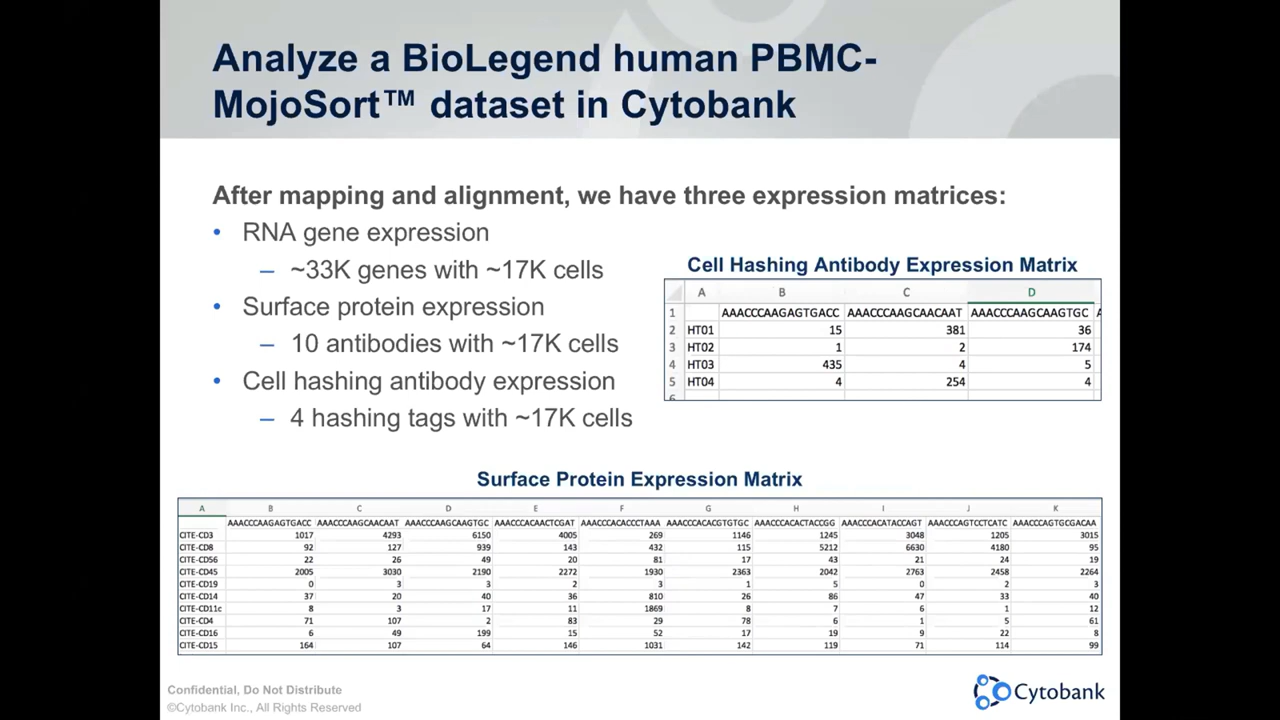 Analyze a BioLegend human PBMC-
MojoSort™ dataset in Cytobank
After mapping and alignment, we have three expression matrices:
• RNA gene expression
– ~33K genes with ~17K cells
• Surface protein expression
– 10 antibodies with ~17K cells
• Cell hashing antibody expression
– 4 hashing tags with ~17K cells
Cell Hashing Antibody Expression Matrix
A B C D
1 AAACCCAAGAGTGACC AAACCCAAGCAACAAT AAACCCAAGCAAGTGC A
2 HT01 15 381 36
3 HT02 1 2 174
4 HT03 435 4 5
5 HT04 4 254 4
6
Surface Protein Expression Matrix
A B C D E F G H I J K
AAACCCAAGAGTGACC AAACCCAAGCAACAAT AAACCCAAGCAAGTGC AAACCCACAACTCGAT AAACCCACACCCTAAA AAACCCACACGTGTGC AAACCCACACTACCGG AAACCCACATACCAGT AAACCCAGTCCTCATC AAACCCAGTGCGACAA
CITE-CD3 1017 4293 6150 4005 269 1146 1245 3048 1205 3015
CITE-CD8 92 127 939 143 432 115 5212 6630 4180 95
CITE-CD56 22 26 49 20 81 17 43 21 24 19
CITE-CD45 2005 3030 2190 2272 1930 2363 2042 2763 2458 2264
CITE-CD19 0 3 3 2 3 1 5 0 2 3
CITE-CD14 37 20 40 36 810 26 86 47 33 40
CITE-CD11c 8 3 17 11 1869 8 7 6 1 12
CITE-CD4 71 107 2 83 29 78 6 1 5 61
CITE-CD16 6 49 199 15 52 17 19 9 22 8
CITE-CD15 164 107 64 146 1031 142 119 71 114 99
Confidential, Do Not Distribute
©Cytobank Inc., All Rights Reserved
Cytobank